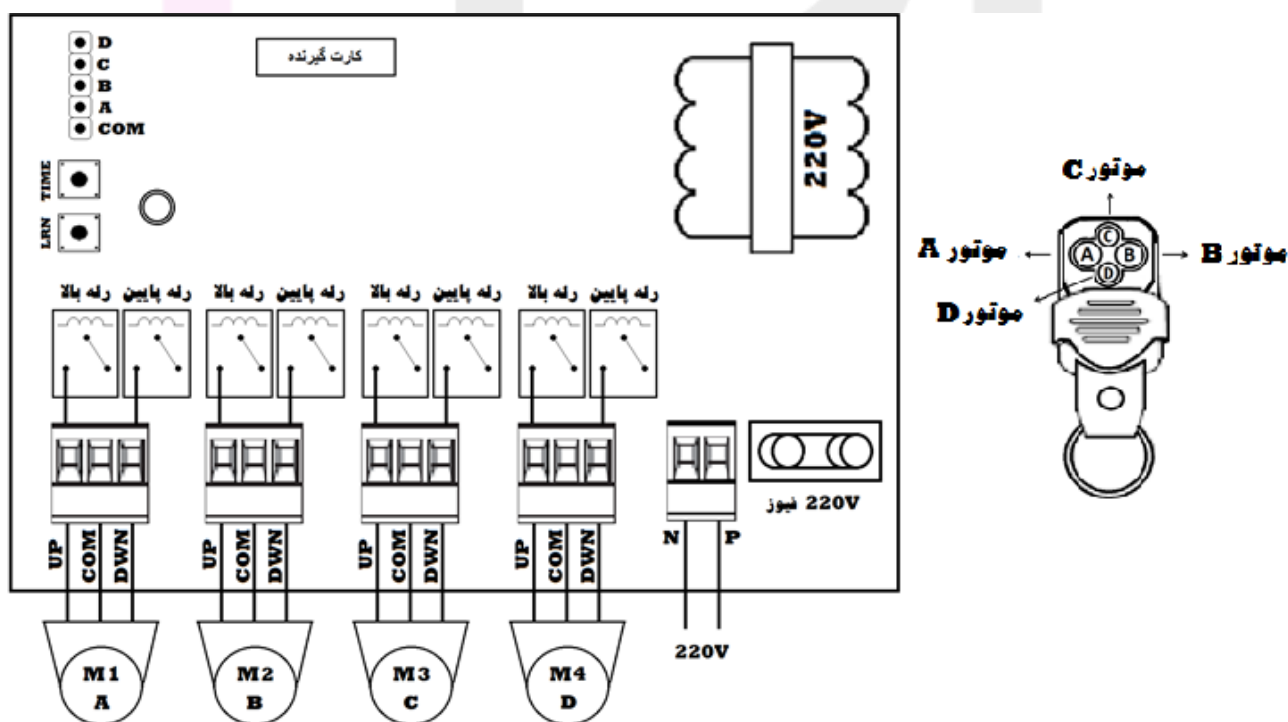 D
C
B
A
COM
کارت گیرنده
TIME
LRN
220V
رله بالا رله پایین رله بالا رله پایین رله بالا رله پایین رله بالا رله پایین
220V فیوز
UP COM DWN UP COM DWN UP COM DWN UP COM DWN N P
220V
M1 M2 M3 M4
A B C D
موتور C
موتور A
موتور B
موتور D
C
A B
D